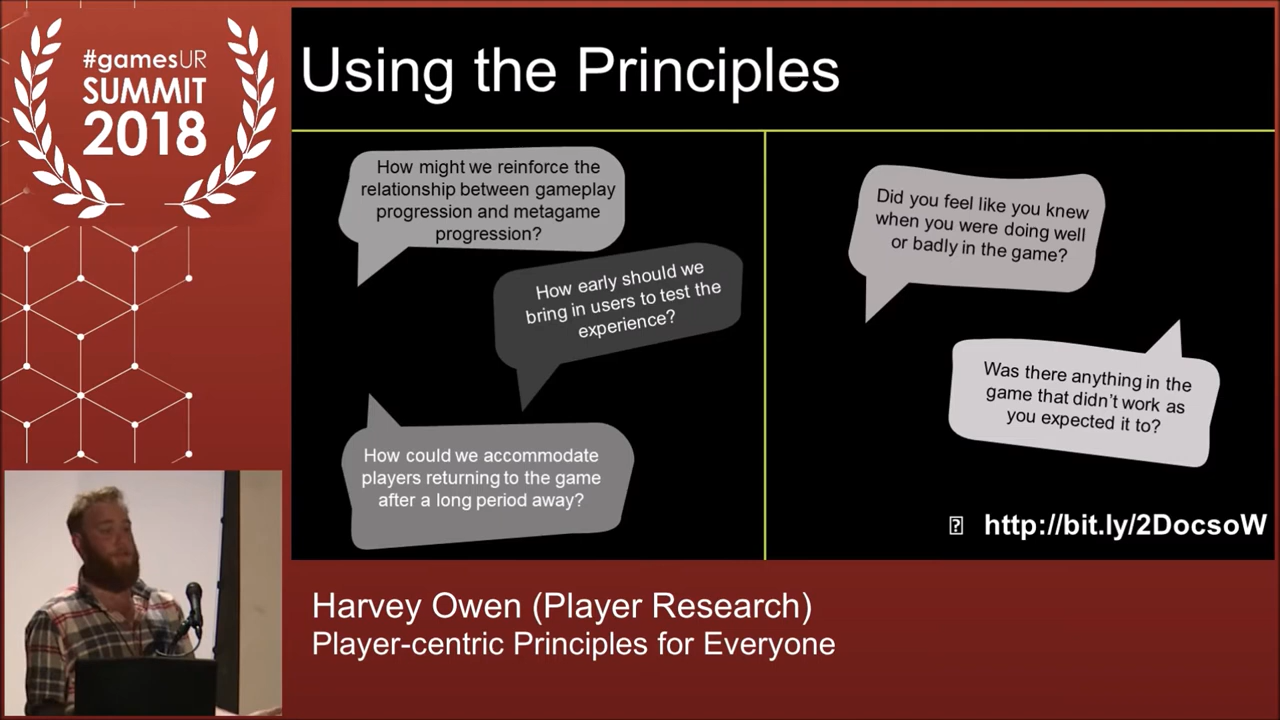 #gamesUR
SUMMIT
2018
Using the Principles
How might we reinforce the
relationship between gameplay
progression and metagame
progression?
How early should we
bring in users to test the
experience?
How could we accommodate
players returning to the game
after a long period away?
Did you feel like you knew
when you were doing well
or badly in the game?
Was there anything in the
game that didn't work as
you expected it to?
http://bit.ly/2DocsoW
Harvey Owen (Player Research)
Player-centric Principles for Everyone